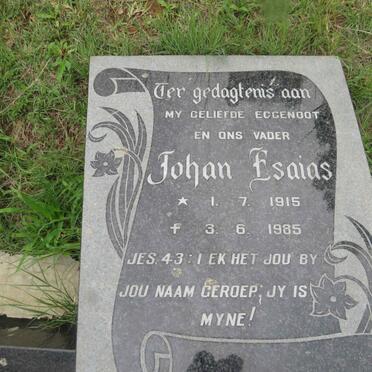 Ter gedagtenis aan
MY GELIEFDE EGGENOOT
EN ONS VADER
Johan Esaias
* 1. 7. 1915
† 3. 6. 1985
JES. 43:1 EK HET JOU BY
JOU NAAM GEROEP; JY IS
MYNE!